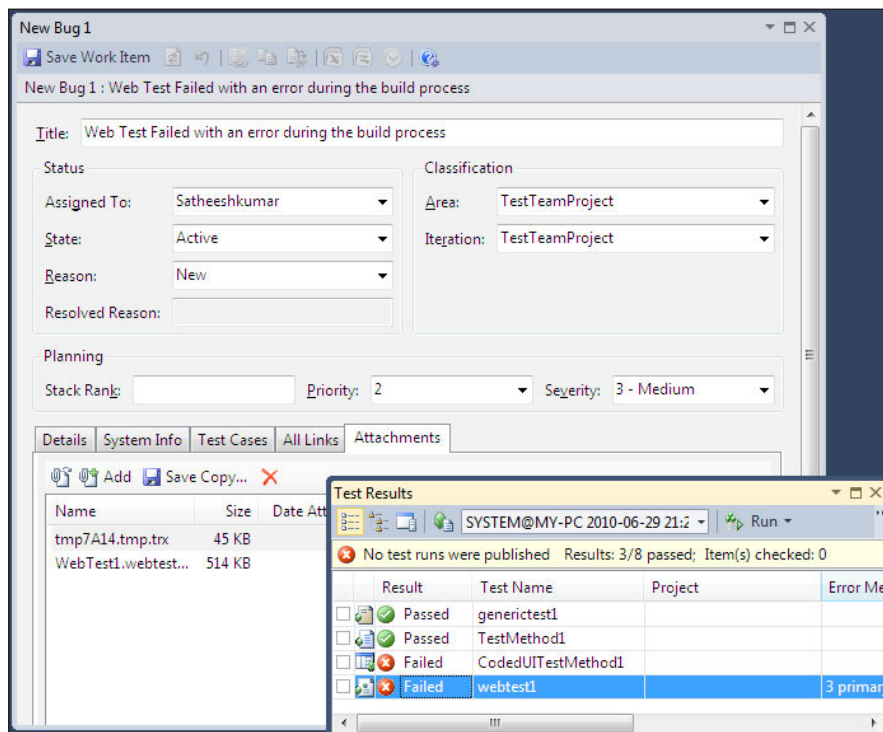 New Bug 1
Save Work Item
New Bug 1 : Web Test Failed with an error during the build process
Title: Web Test Failed with an error during the build process
Status
Classification
Assigned To: Satheeshkumar
Area: TestTeamProject
State: Active
Iteration: TestTeamProject
Reason: New
Resolved Reason:
Planning
Stack Rank: Priority: 2 Severity: 3 - Medium
Details System Info Test Cases All Links Attachments
Add Save Copy...
Name Size Date Att
tmp7A14.tmp.trx 45 KB
WebTest1.webtest... 514 KB
Test Results
SYSTEM@MY-PC 2010-06-29 21:2 Run
No test runs were published Results: 3/8 passed; Item(s) checked: 0
Result Test Name Project Error Me
Passed generictest1
Passed TestMethod1
Failed CodedUITestMethod1
Failed webtest1 3 primar